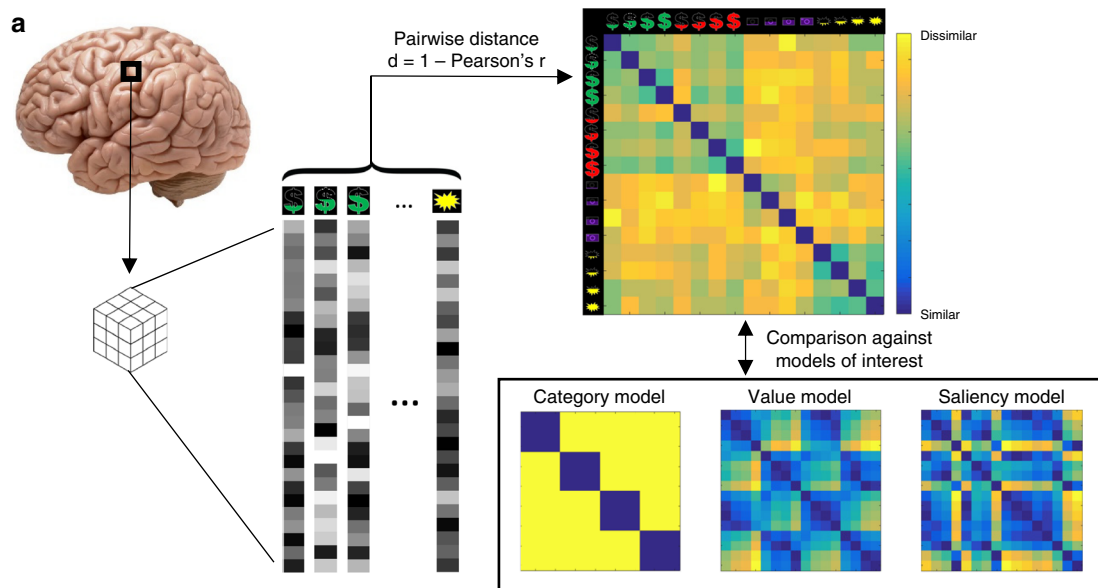 a
Pairwise distance
d = 1 – Pearson's r
Dissimilar
Similar
...
...
Comparison against
models of interest
Category model
Value model
Saliency model